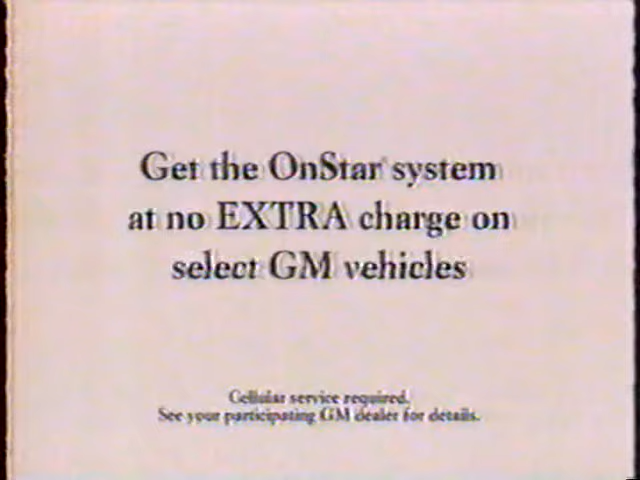 Get the OnStar system
at no EXTRA charge on
select GM vehicles
Cellular service required.
See your participating GM dealer for details.